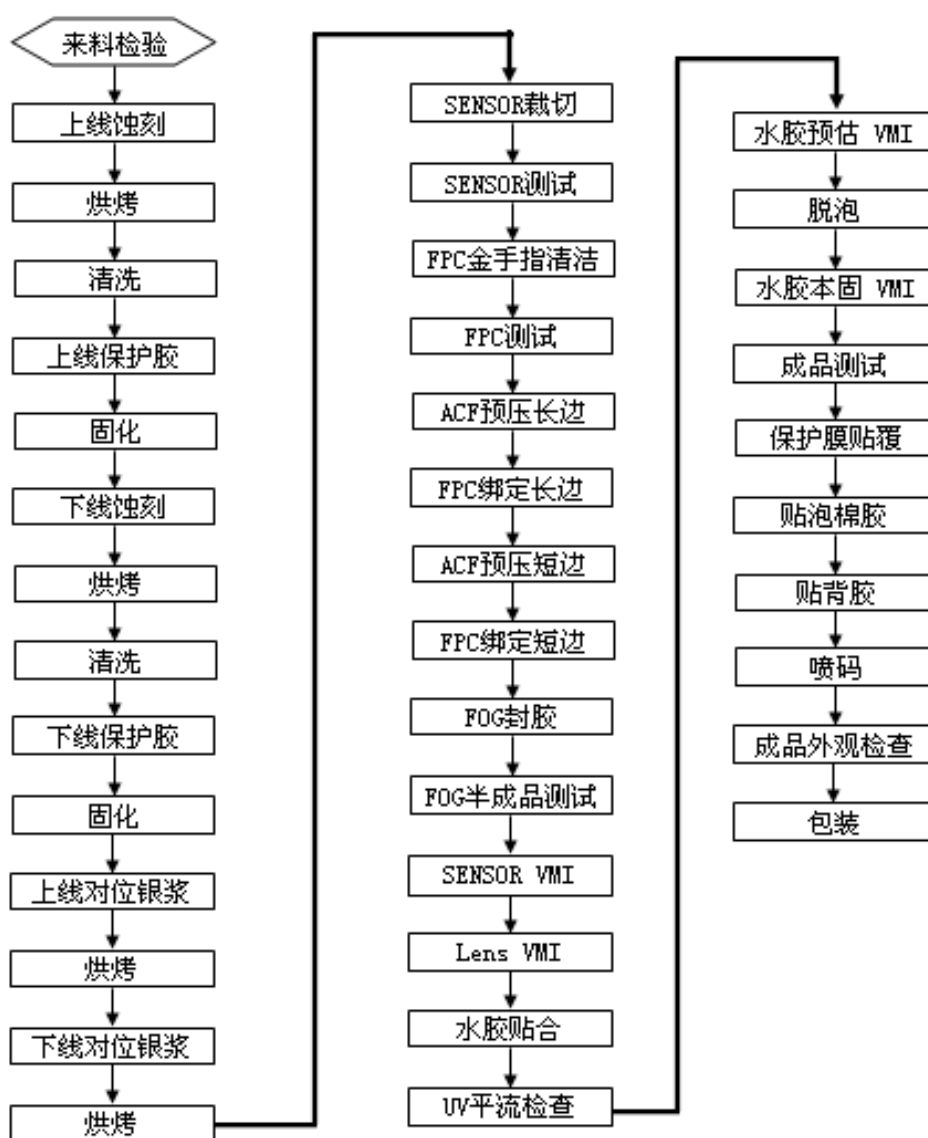 来料检验
上线蚀刻
烘烤
清洗
上线保护胶
固化
下线蚀刻
烘烤
清洗
下线保护胶
固化
上线对位银浆
烘烤
下线对位银浆
烘烤
SENSOR裁切
SENSOR测试
FPC金手指清洁
FPC测试
ACF预压长边
FPC绑定长边
ACF预压短边
FPC绑定短边
FOG封胶
FOG半成品测试
SENSOR VMI
Lens VMI
水胶贴合
UV平流检查
水胶预估 VMI
脱泡
水胶本固 VMI
成品测试
保护膜贴覆
贴泡棉胶
贴背胶
喷码
成品外观检查
包装